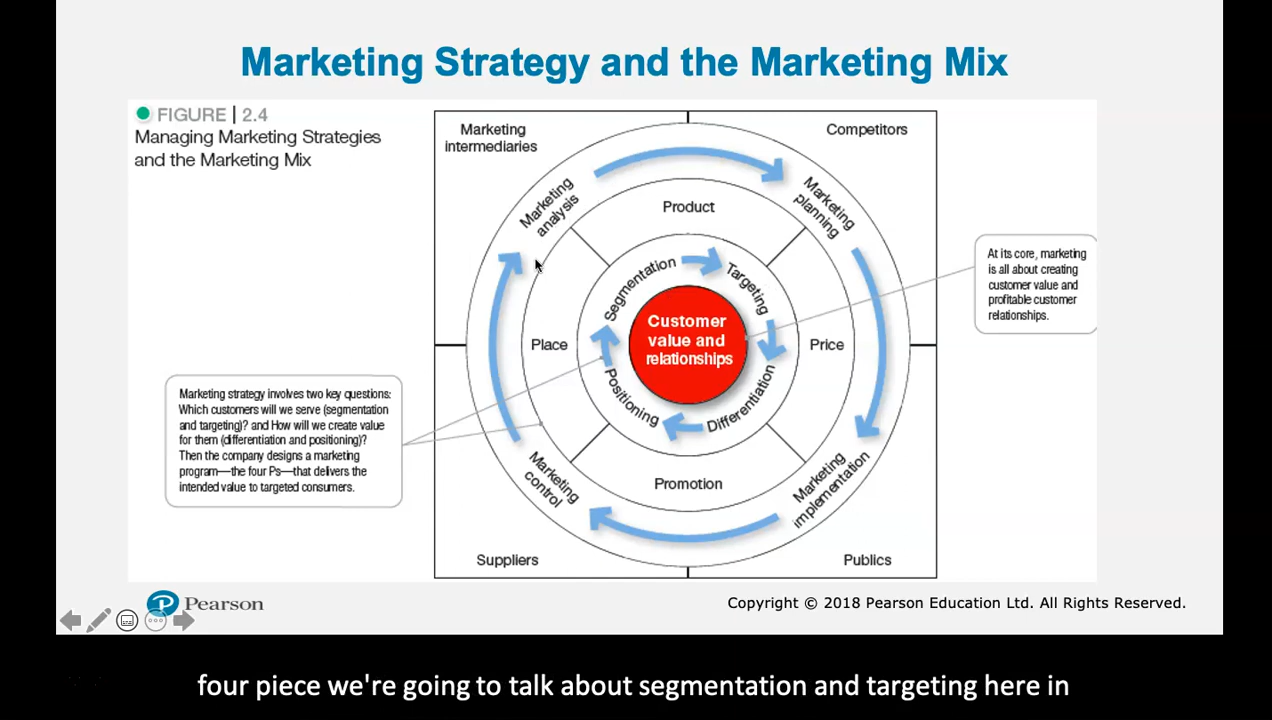 Marketing Strategy and the Marketing Mix
FIGURE | 2.4
Managing Marketing Strategies
and the Marketing Mix
Marketing
intermediaries
Competitors
Marketing
analysis
Marketing
planning
Product
Segmentation
Targeting
At its core, marketing
is all about creating
customer value and
profitable customer
relationships.
Customer
value and
relationships
Place
Price
Positioning
Differentiation
Marketing strategy involves two key questions:
Which customers will we serve (segmentation
and targeting)? and How will we create value
for them (differentiation and positioning)?
Then the company designs a marketing
program—the four Ps—that delivers the
intended value to targeted consumers.
Marketing
control
Promotion
Marketing
implementation
Suppliers
Publics
Pearson
Copyright © 2018 Pearson Education Ltd. All Rights Reserved.
four piece we're going to talk about segmentation and targeting here in